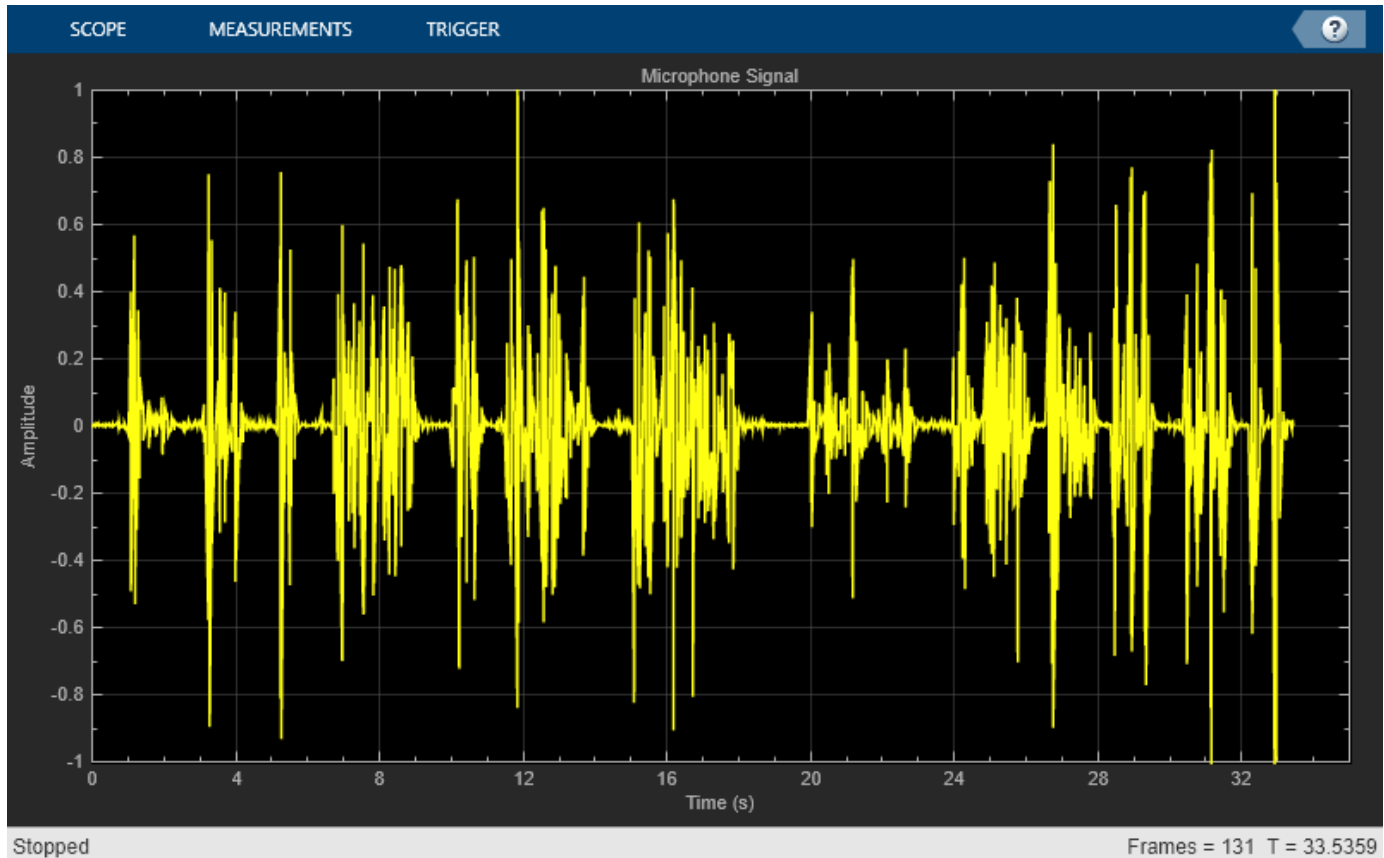 SCOPE MEASUREMENTS TRIGGER ?
Microphone Signal
1
0.8
0.6
0.4
0.2
0
-0.2
-0.4
-0.6
-0.8
-1
Amplitude
0 4 8 12 16 20 24 28 32
Time (s)
Stopped Frames = 131 T = 33.5359